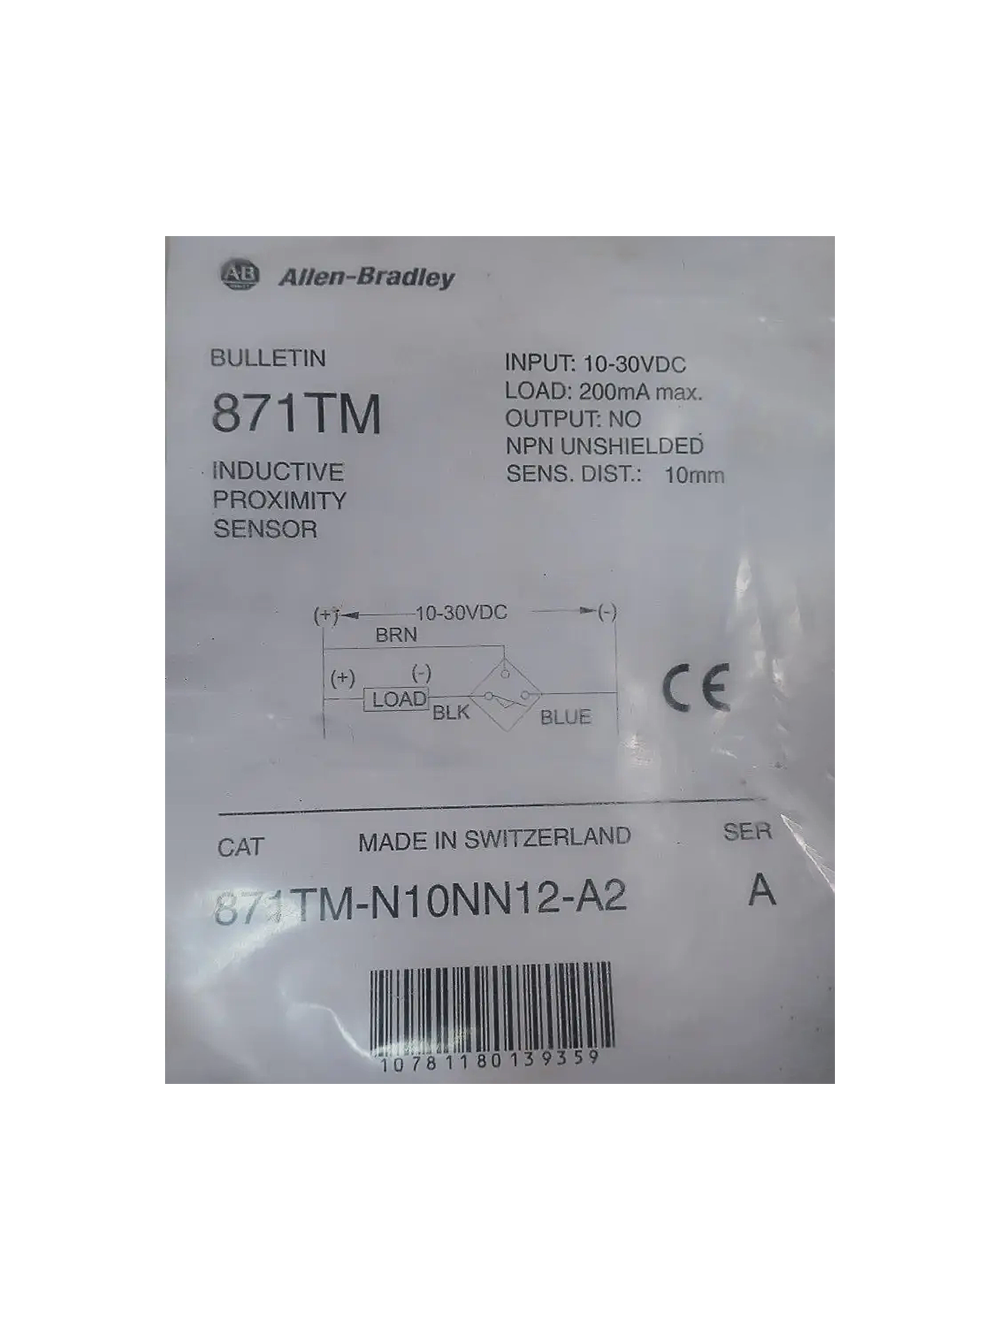 AB Allen-Bradley
BULLETIN
871TM
INDUCTIVE
PROXIMITY
SENSOR
INPUT: 10-30VDC
LOAD: 200mA max.
OUTPUT: NO
NPN UNSHIELDED
SENS. DIST.: 10mm
(+) 10-30VDC (-)
BRN
(+) (-)
LOAD
BLK BLUE
CE
CAT MADE IN SWITZERLAND SER
871TM-N10NN12-A2 A
10781180139359